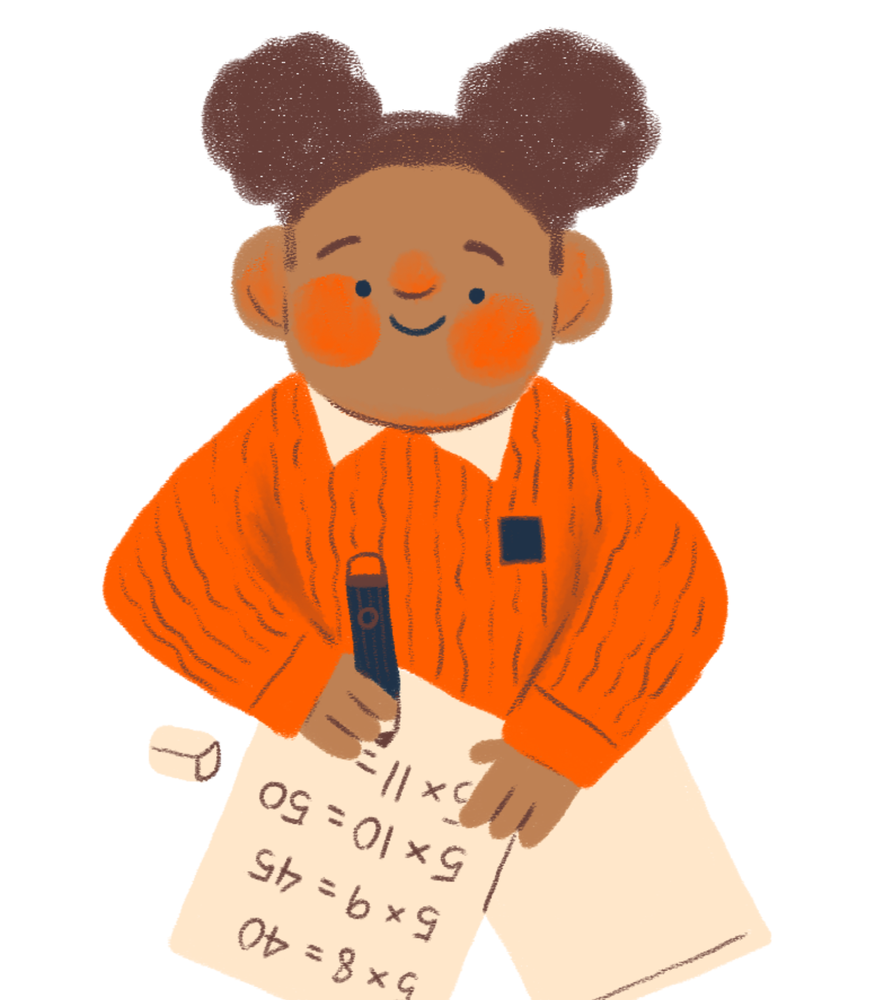 5 × 8 = 40
5 × 9 = 45
5 × 10 = 50
5 × 11 =